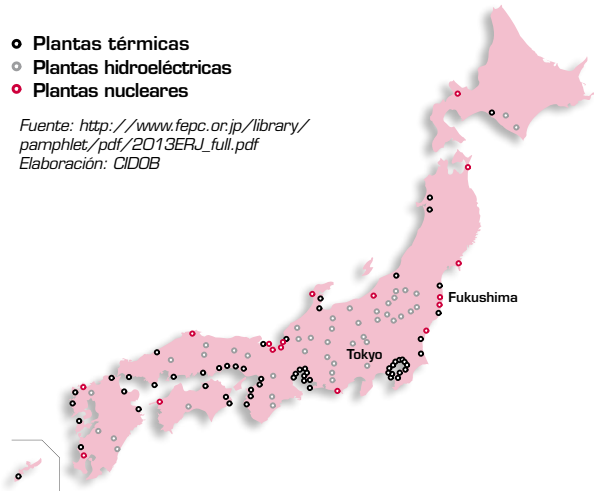 Plantas térmicas
Plantas hidroeléctricas
Plantas nucleares
Fuente: http://www.fepc.or.jp/library/
pamphlet/pdf/2013ERJ_full.pdf
Elaboración: CIDOB
Fukushima
Tokyo